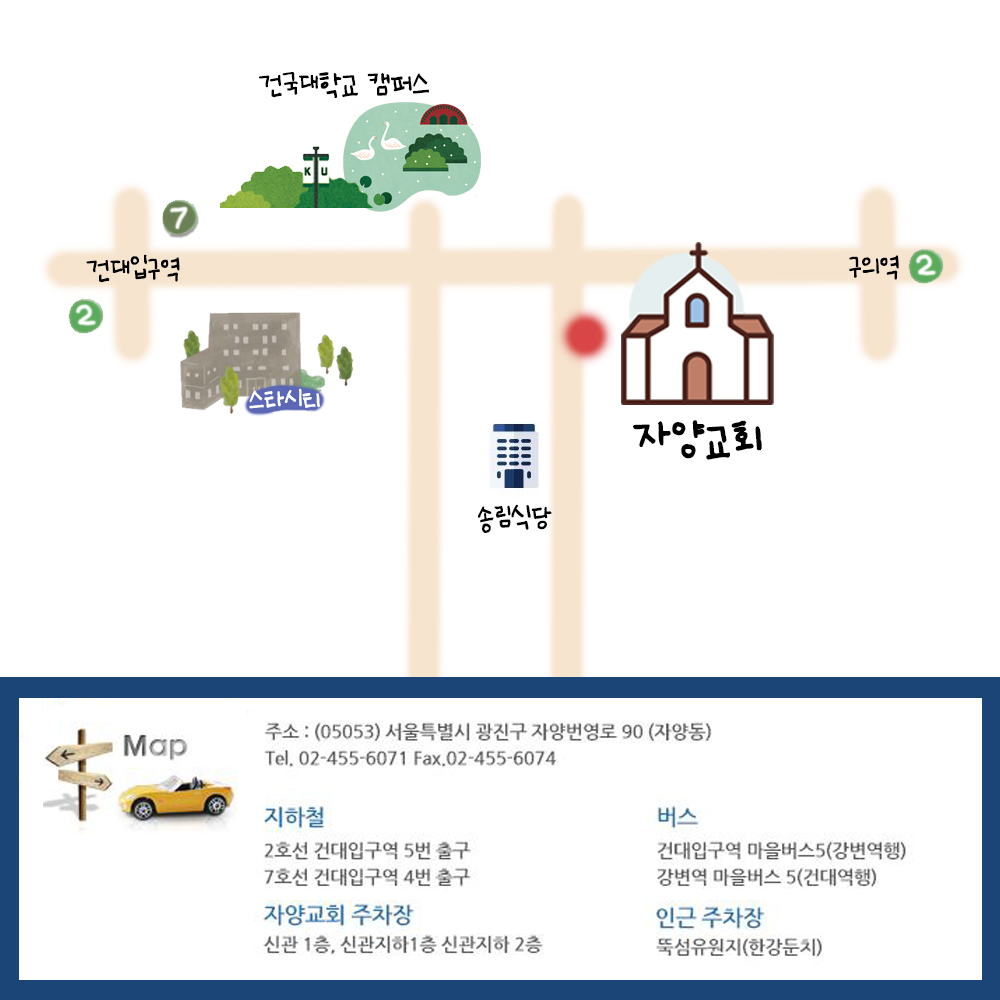 건국대학교 캠퍼스
K U
7
건대입구역
2
구의역 2
스타시티
자양교회
송림식당
Map
주소 : (05053) 서울특별시 광진구 자양번영로 90 (자양동)
Tel. 02-455-6071 Fax.02-455-6074
지하철
2호선 건대입구역 5번 출구
7호선 건대입구역 4번 출구
버스
건대입구역 마을버스5(강변역행)
강변역 마을버스 5(건대역행)
자양교회 주차장
신관 1층, 신관지하1층 신관지하 2층
인근 주차장
뚝섬유원지(한강둔치)